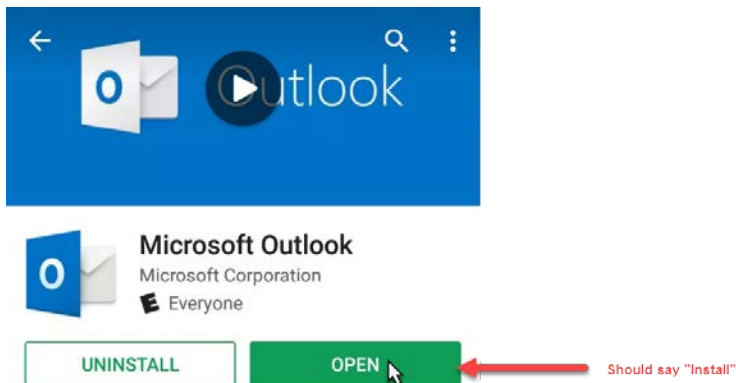 Outlook
O
Microsoft Outlook
O
Microsoft Corporation
E Everyone
UNINSTALL
OPEN
Should say "Install"